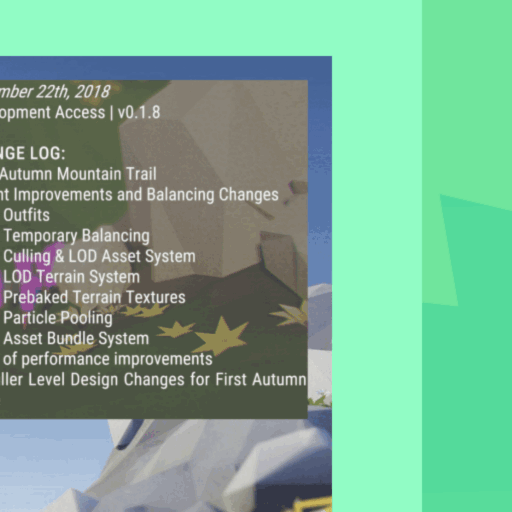 mber 22th, 2018
opment Access | v0.1.8
NGE LOG:
Autumn Mountain Trail
nt Improvements and Balancing Changes
Outfits
Temporary Balancing
Culling & LOD Asset System
LOD Terrain System
Prebaked Terrain Textures
Particle Pooling
Asset Bundle System
of performance improvements
ller Level Design Changes for First Autumn